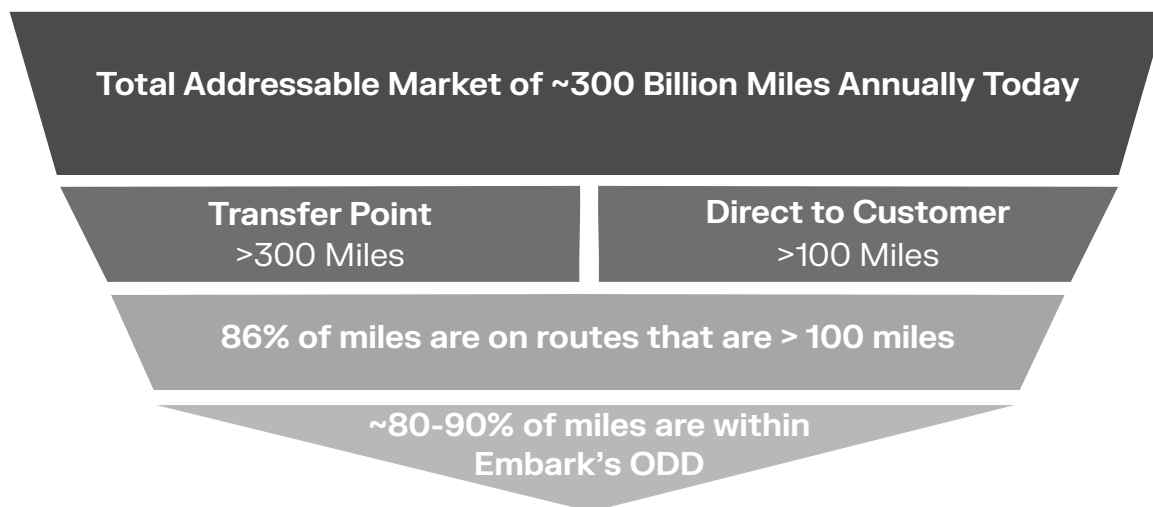 Total Addressable Market of ~300 Billion Miles Annually Today
Transfer Point
>300 Miles
Direct to Customer
>100 Miles
86% of miles are on routes that are > 100 miles
~80-90% of miles are within
Embark’s ODD